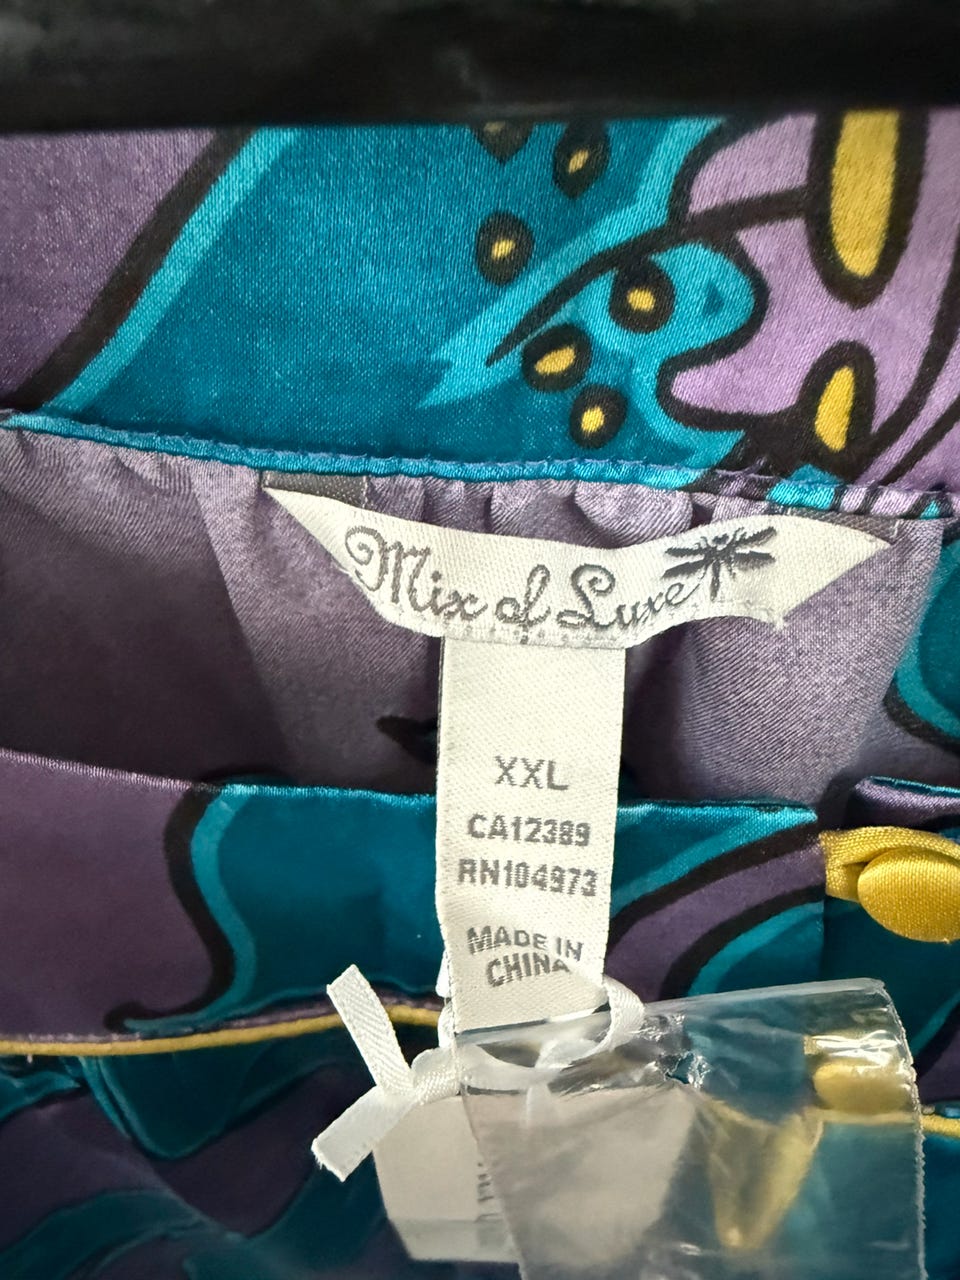 Mix of Luxe
XXL
CA12389
RN104973
MADE IN
CHINA